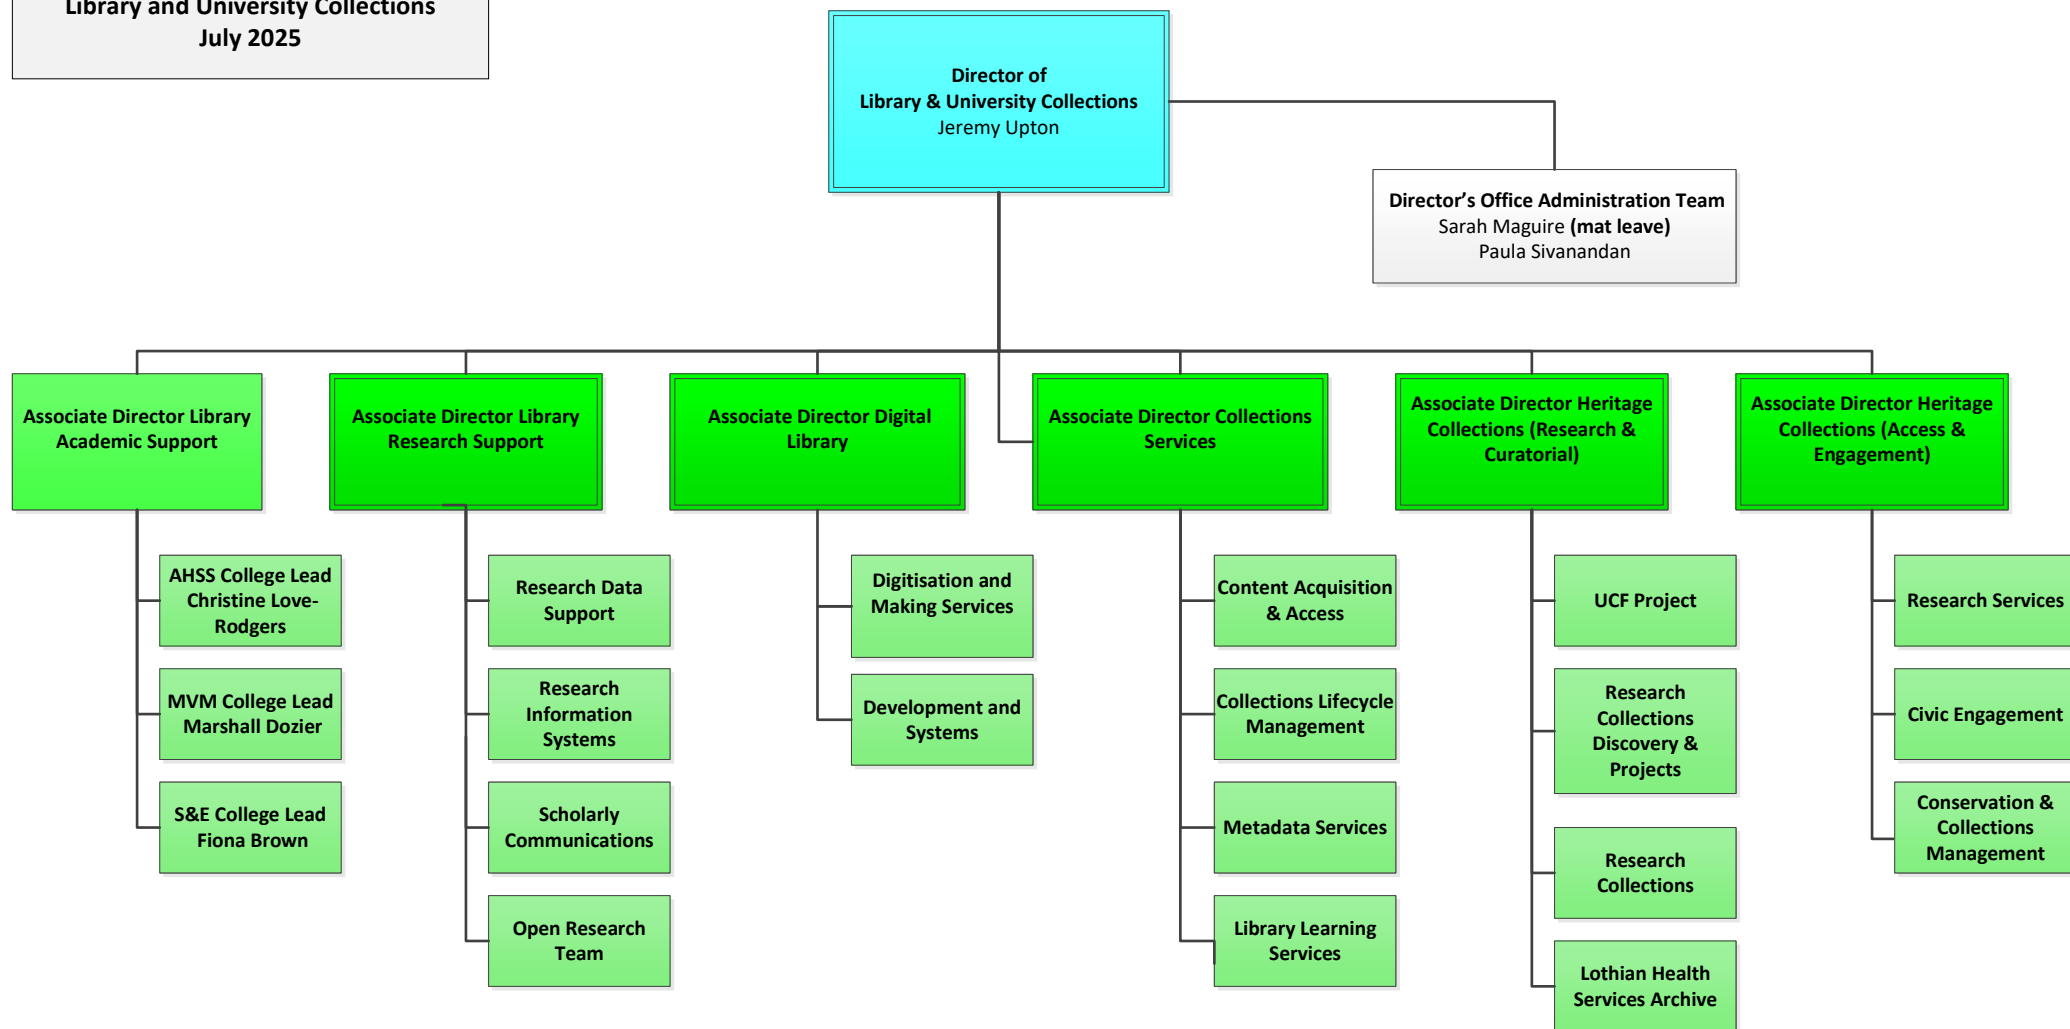 Library and University Collections
July 2025
Director of
Library & University Collections
Jeremy Upton
Director’s Office Administration Team
Sarah Maguire (mat leave)
Paula Sivanandan
Associate Director Library
Academic Support
Associate Director Library
Research Support
Associate Director Digital
Library
Associate Director Collections
Services
Associate Director Heritage
Collections (Research &
Curatorial)
Associate Director Heritage
Collections (Access &
Engagement)
AHSS College Lead
Christine Love-
Rodgers
MVM College Lead
Marshall Dozier
S&E College Lead
Fiona Brown
Research Data
Support
Research
Information
Systems
Scholarly
Communications
Open Research
Team
Digitisation and
Making Services
Development and
Systems
Content Acquisition
& Access
Collections Lifecycle
Management
Metadata Services
Library Learning
Services
UCF Project
Research
Collections
Discovery &
Projects
Research
Collections
Lothian Health
Services Archive
Research Services
Civic Engagement
Conservation &
Collections
Management